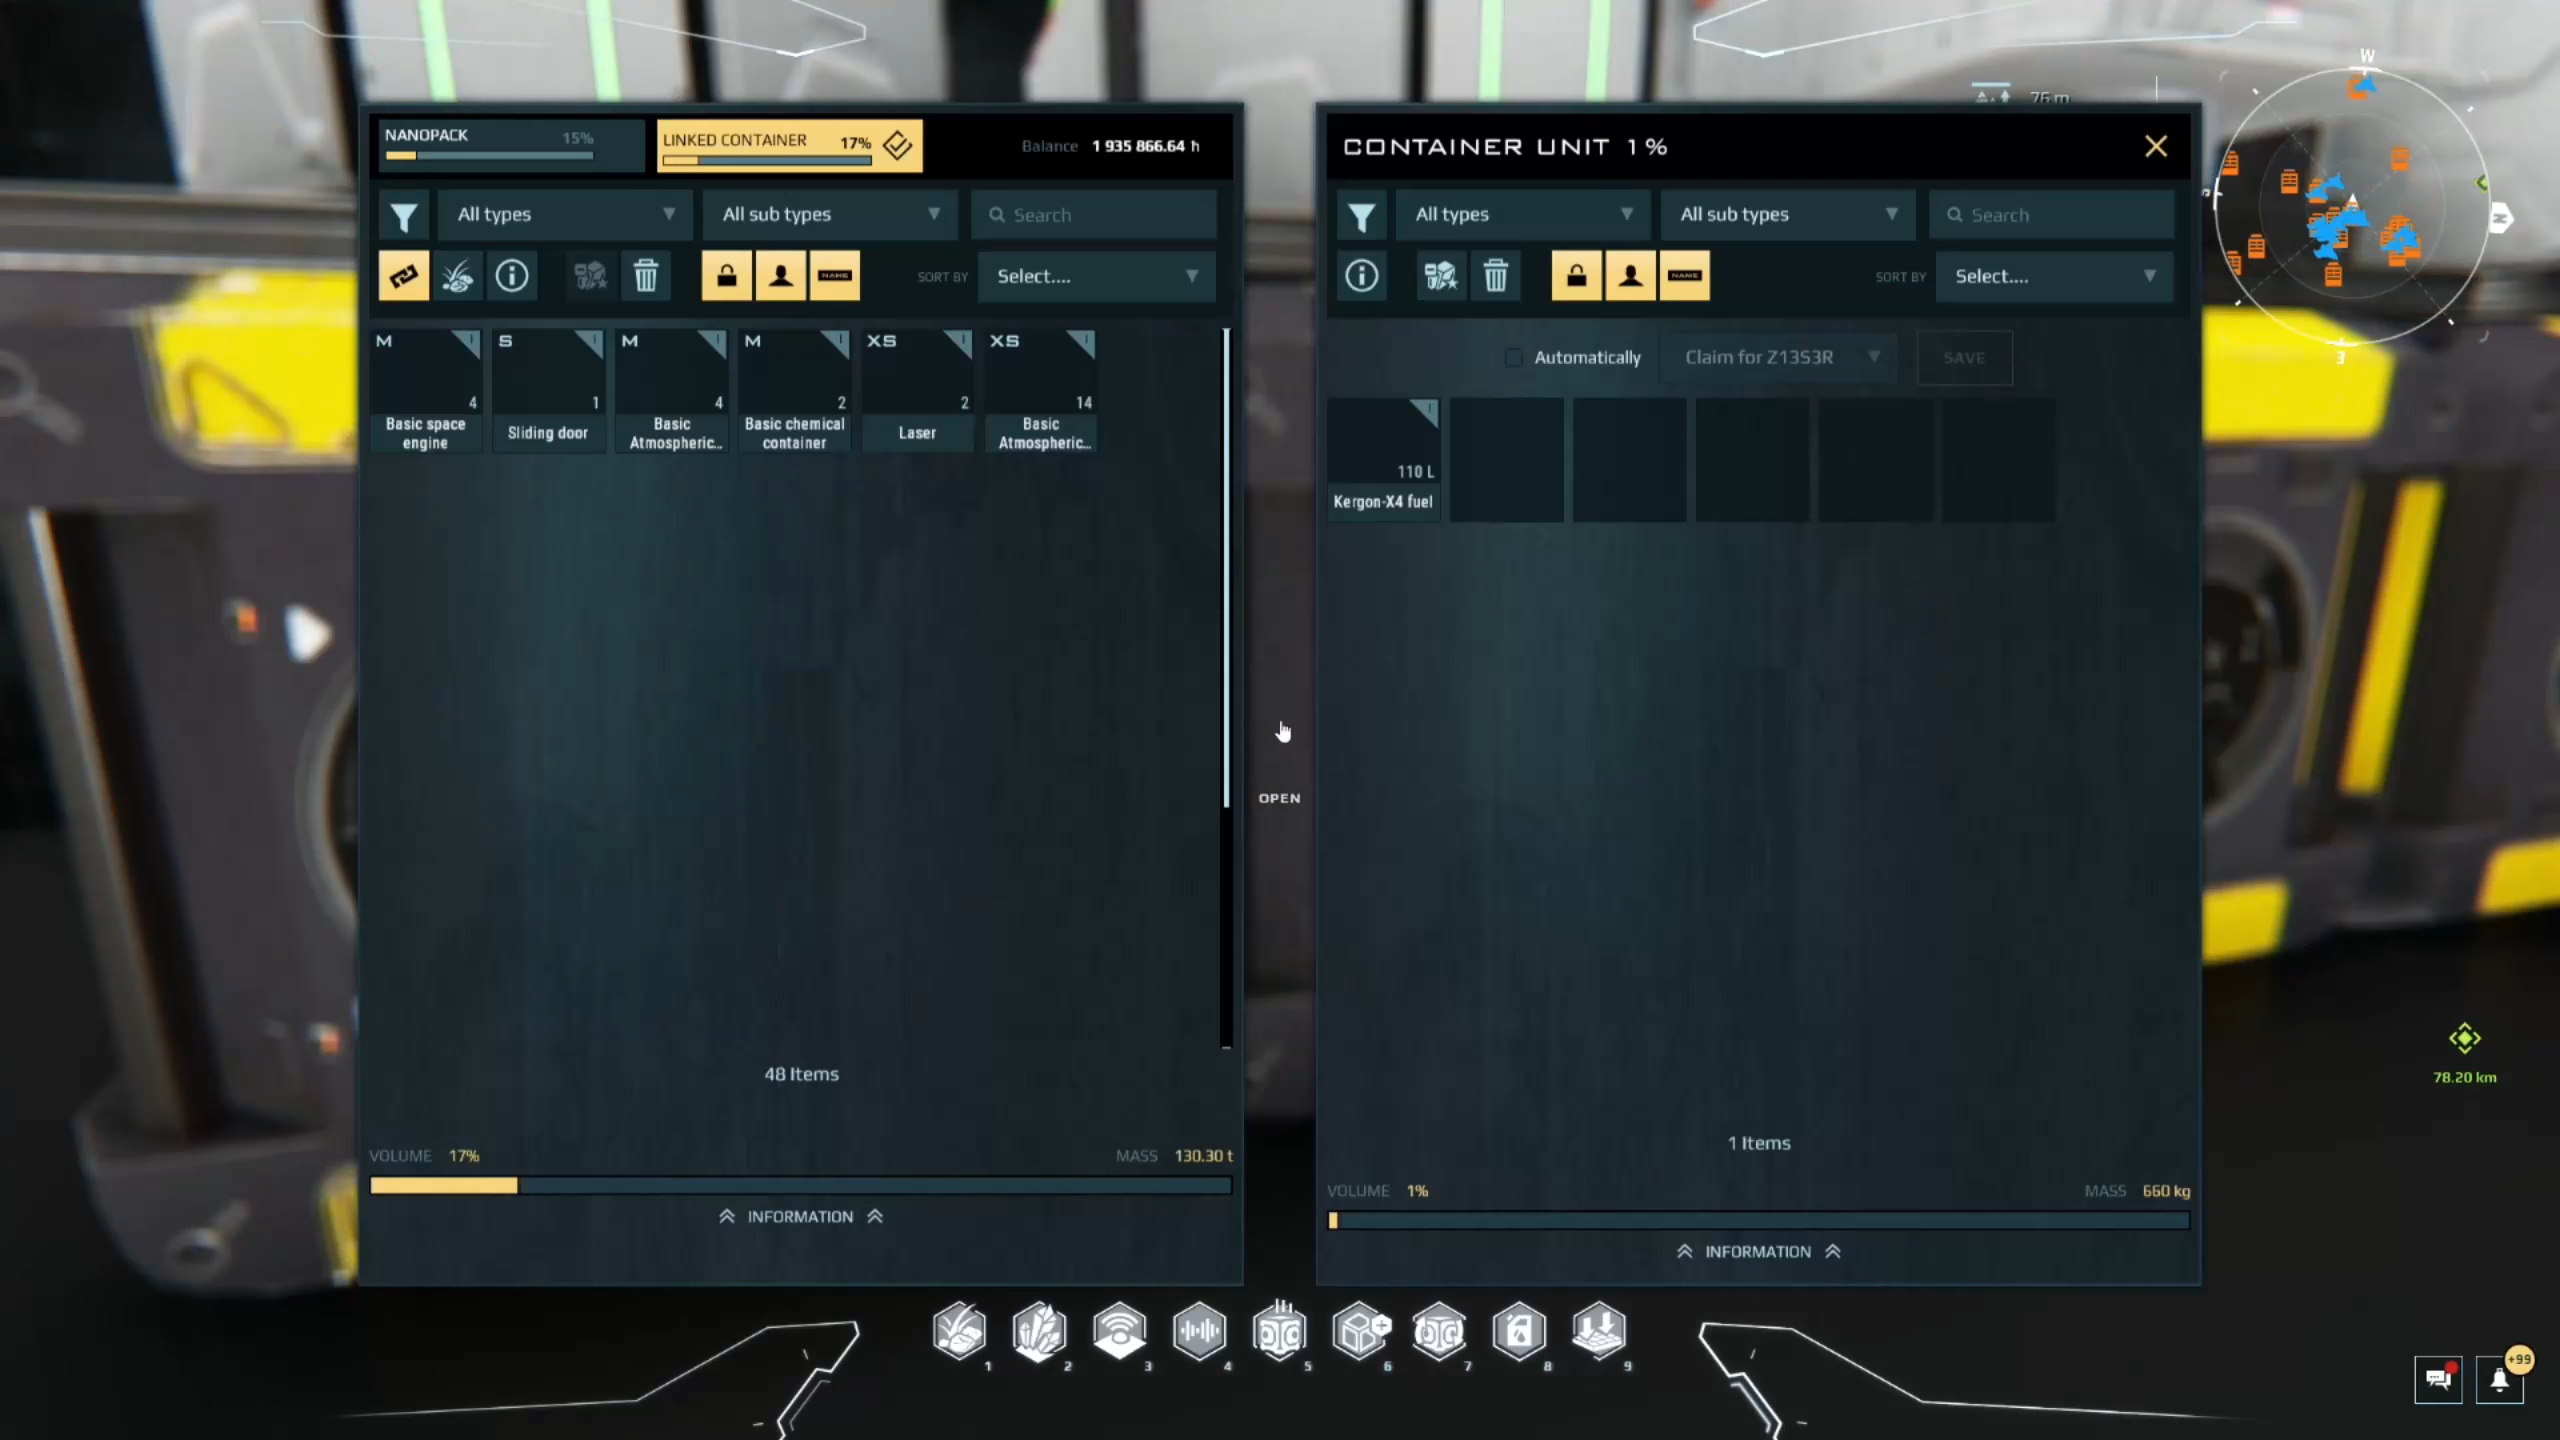 NANOPACK 15%
LINKED CONTAINER 17%
Balance 1 935 866.64 h
All types
All sub types
Search
SORT BY
Select....
NAME
M
4
Basic space
engine
S
1
Sliding door
M
4
Basic
Atmospheric...
M
2
Basic chemical
container
XS
2
Laser
XS
14
Basic
Atmospheric...
48 Items
VOLUME 17%
MASS 130.30 t
INFORMATION
OPEN
CONTAINER UNIT 1 %
All types
All sub types
Search
NAME
SORT BY
Select....
Automatically
Claim for Z13S3R
SAVE
110 L
Kergon-X4 fuel
1 Items
VOLUME 1%
MASS 660 kg
INFORMATION
76 m
W
N
78.20 km
1
2
3
4
5
6
7
8
9
+99